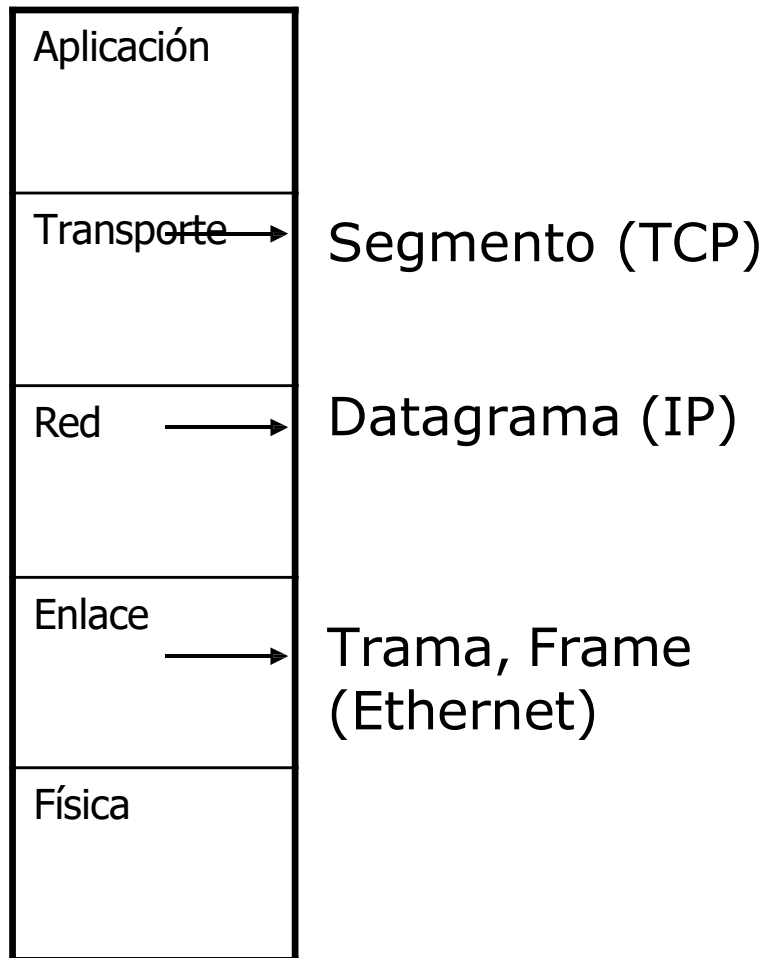 Aplicación
Transporte
Segmento (TCP)
Red
Datagrama (IP)
Enlace
Trama, Frame
(Ethernet)
Física